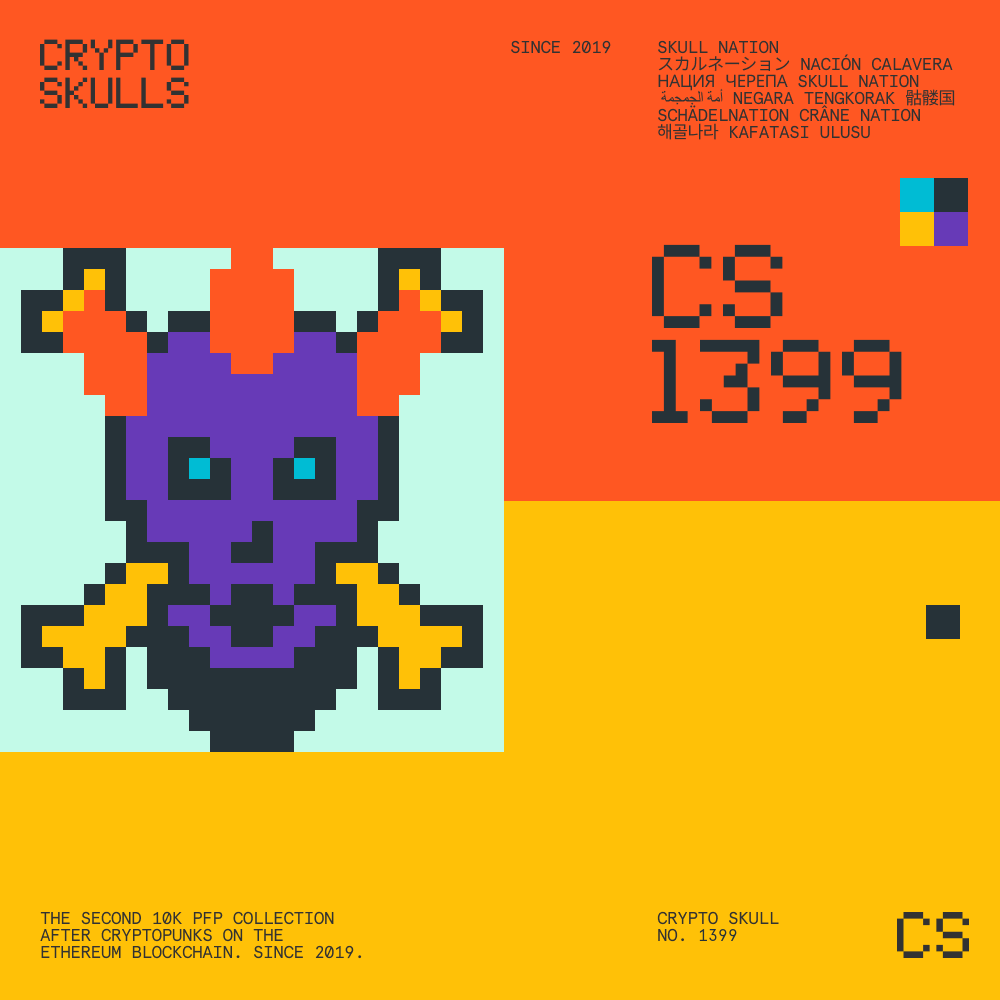 CRYPTO
SKULLS
SINCE 2019
SKULL NATION
スカルネーション NACIÓN CALAVERA
НАЦИЯ ЧЕРЕПА SKULL NATION
أمة الجمجمة NEGARA TENGKORAK 骷髅国
SCHÄDELNATION CRÂNE NATION
해골나라 KAFATASI ULUSU
CS
1399
THE SECOND 10K PFP COLLECTION
AFTER CRYPTOPUNKS ON THE
ETHEREUM BLOCKCHAIN. SINCE 2019.
CRYPTO SKULL
NO. 1399
CS